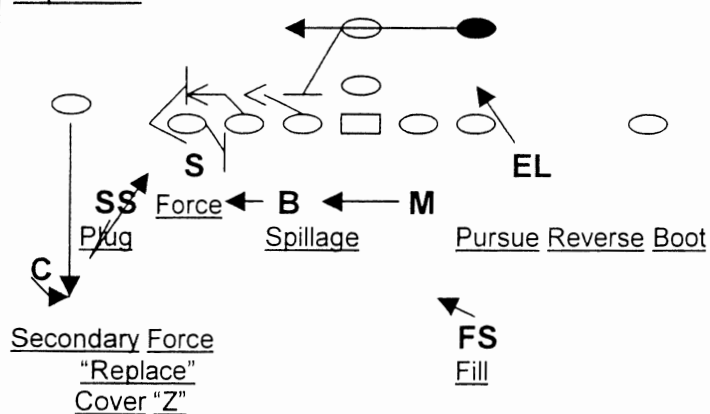 S
EL
SS Force B M
Plug Spillage Pursue Reverse Boot
C
Secondary Force FS
"Replace" Fill
Cover "Z"